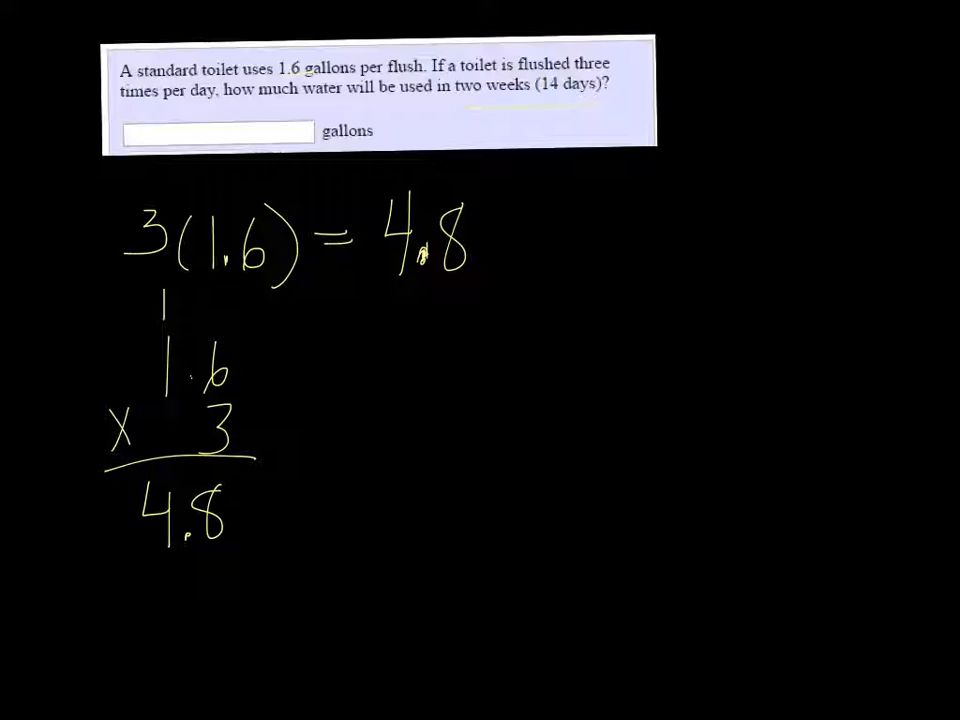 A standard toilet uses 1.6 gallons per flush. If a toilet is flushed three
times per day, how much water will be used in two weeks (14 days)?
gallons
3(1.6) = 4.8
1
1.6
x 3
4.8